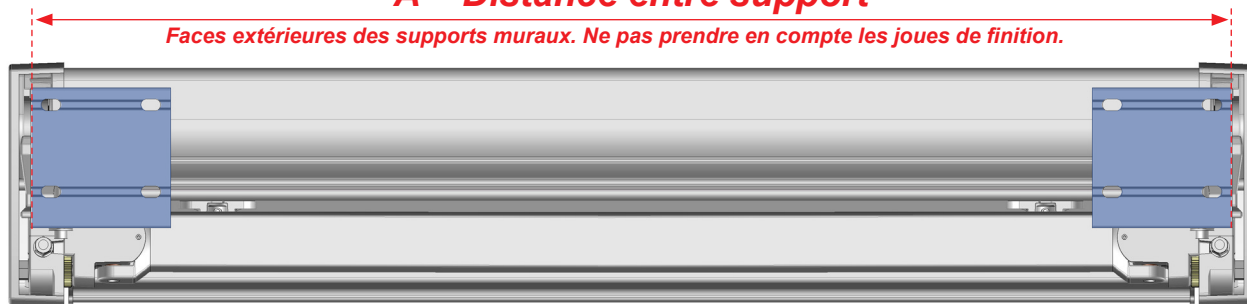 A - Distance entre support
Faces extérieures des supports muraux. Ne pas prendre en compte les joues de finition.